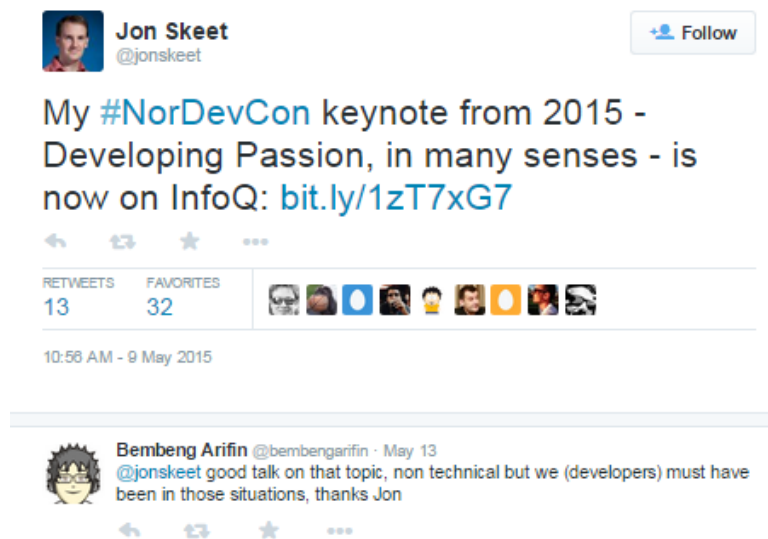 Jon Skeet
@jonskeet
Follow
My #NorDevCon keynote from 2015 -
Developing Passion, in many senses - is
now on InfoQ: bit.ly/1zT7xG7
RETWEETS FAVORITES
13 32
10:56 AM - 9 May 2015
Bembeng Arifin @bembengarifin · May 13
@jonskeet good talk on that topic, non technical but we (developers) must have
been in those situations, thanks Jon